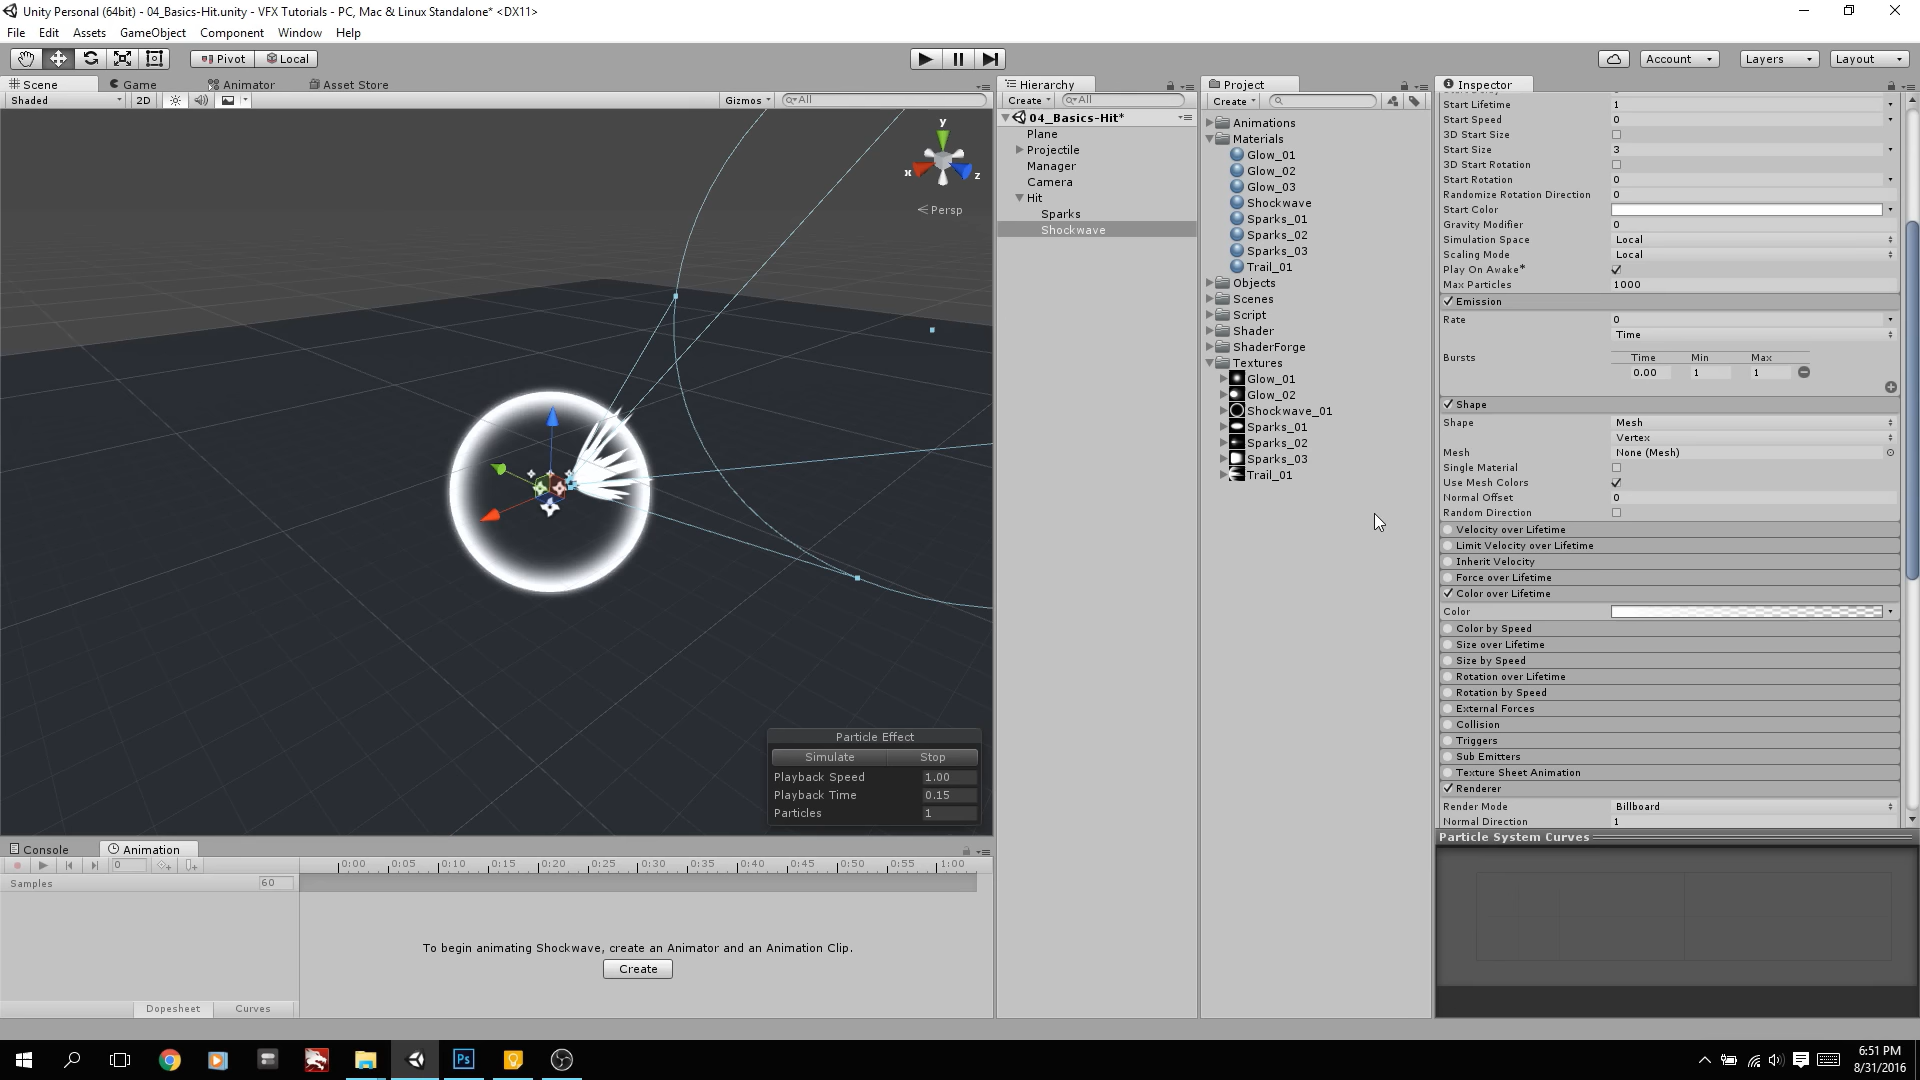 Unity Personal (64bit) - 04_Basics-Hit.unity - VFX Tutorials - PC, Mac & Linux Standalone* <DX11>
File Edit Assets GameObject Component Window Help
Pivot Local
Account Layers Layout
Scene Game Animator Asset Store
Shaded 2D Gizmos All
y
x
z
Persp
Particle Effect
Simulate Stop
Playback Speed 1.00
Playback Time 0.15
Particles 1
Hierarchy
Create All
04_Basics-Hit*
Plane
Projectile
Manager
Camera
Hit
Sparks
Shockwave
Project
Create
Animations
Materials
Glow_01
Glow_02
Glow_03
Shockwave
Sparks_01
Sparks_02
Sparks_03
Trail_01
Objects
Scenes
Script
Shader
ShaderForge
Textures
Glow_01
Glow_02
Shockwave_01
Sparks_01
Sparks_02
Sparks_03
Trail_01
Inspector
Start Lifetime 1
Start Speed 0
3D Start Size
Start Size 3
3D Start Rotation
Start Rotation 0
Randomize Rotation Direction 0
Start Color
Gravity Modifier 0
Simulation Space Local
Scaling Mode Local
Play On Awake*
Max Particles 1000
Emission
Rate 0
Time
Bursts Time Min Max
0.00 1 1
Shape
Shape Mesh
Vertex
Mesh None (Mesh)
Single Material
Use Mesh Colors
Normal Offset 0
Random Direction
Velocity over Lifetime
Limit Velocity over Lifetime
Inherit Velocity
Force over Lifetime
Color over Lifetime
Color
Color by Speed
Size over Lifetime
Size by Speed
Rotation over Lifetime
Rotation by Speed
External Forces
Collision
Triggers
Sub Emitters
Texture Sheet Animation
Renderer
Render Mode Billboard
Normal Direction 1
Particle System Curves
Console Animation
0 0:00 0:05 0:10 0:15 0:20 0:25 0:30 0:35 0:40 0:45 0:50 0:55 1:00
Samples 60
To begin animating Shockwave, create an Animator and an Animation Clip.
Create
Dopesheet Curves
Ps
6:51 PM
8/31/2016